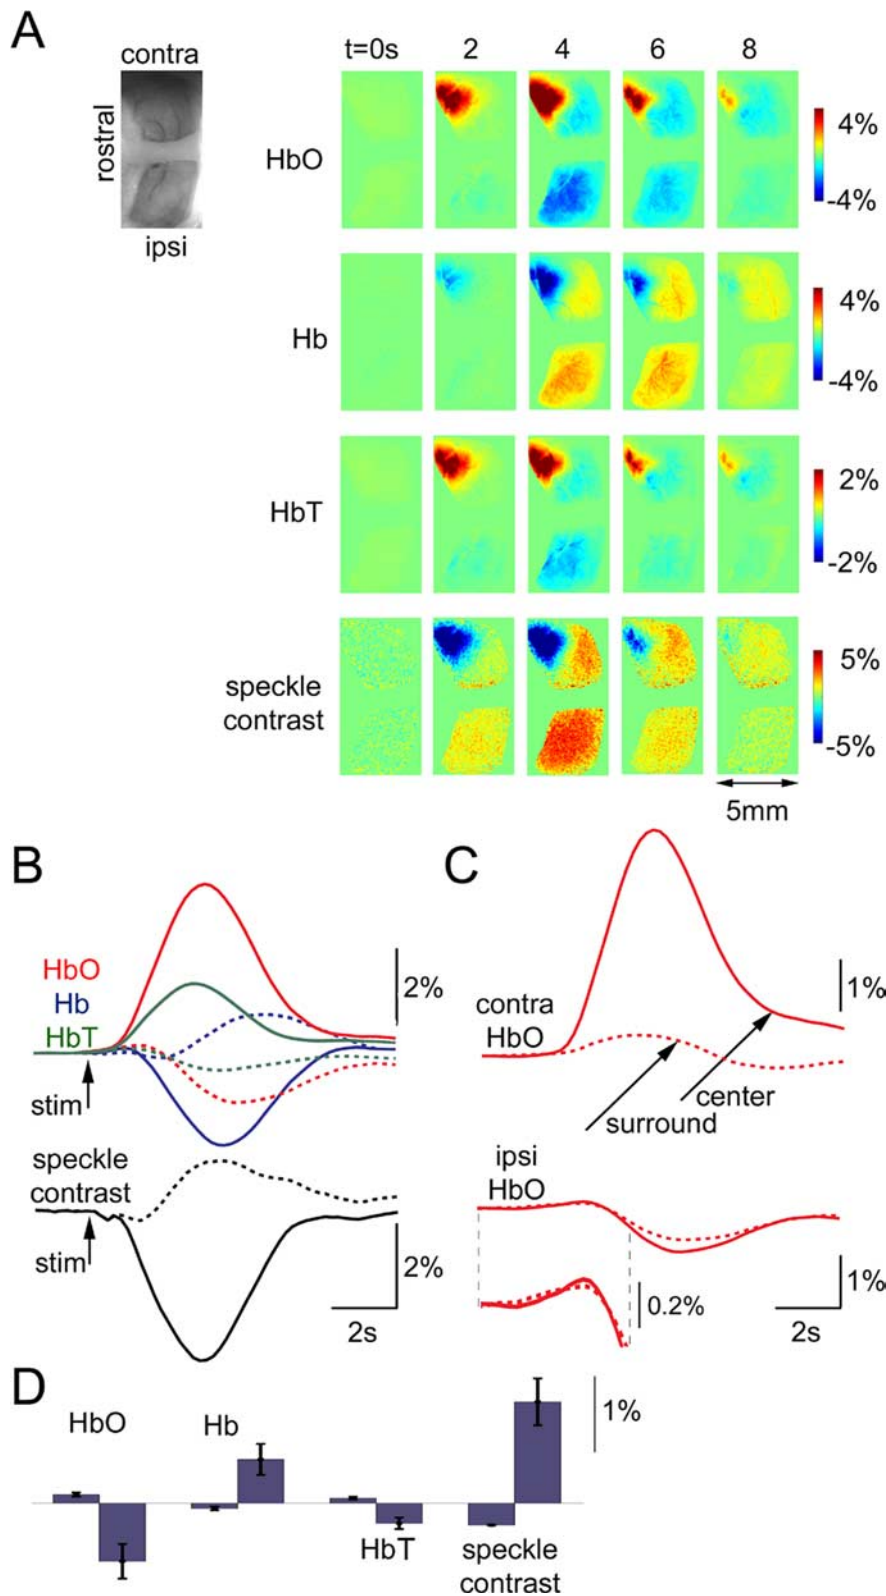 A
contra
rostral
ipsi
t=0s 2 4 6 8
HbO
4%
-4%
Hb
4%
-4%
HbT
2%
-2%
speckle
contrast
5%
-5%
5mm
B
HbO
Hb
HbT
stim
2%
speckle
contrast
stim
2%
2s
C
contra
HbO
1%
center
surround
ipsi
HbO
1%
0.2%
2s
D
HbO
Hb
HbT
speckle
contrast
1%